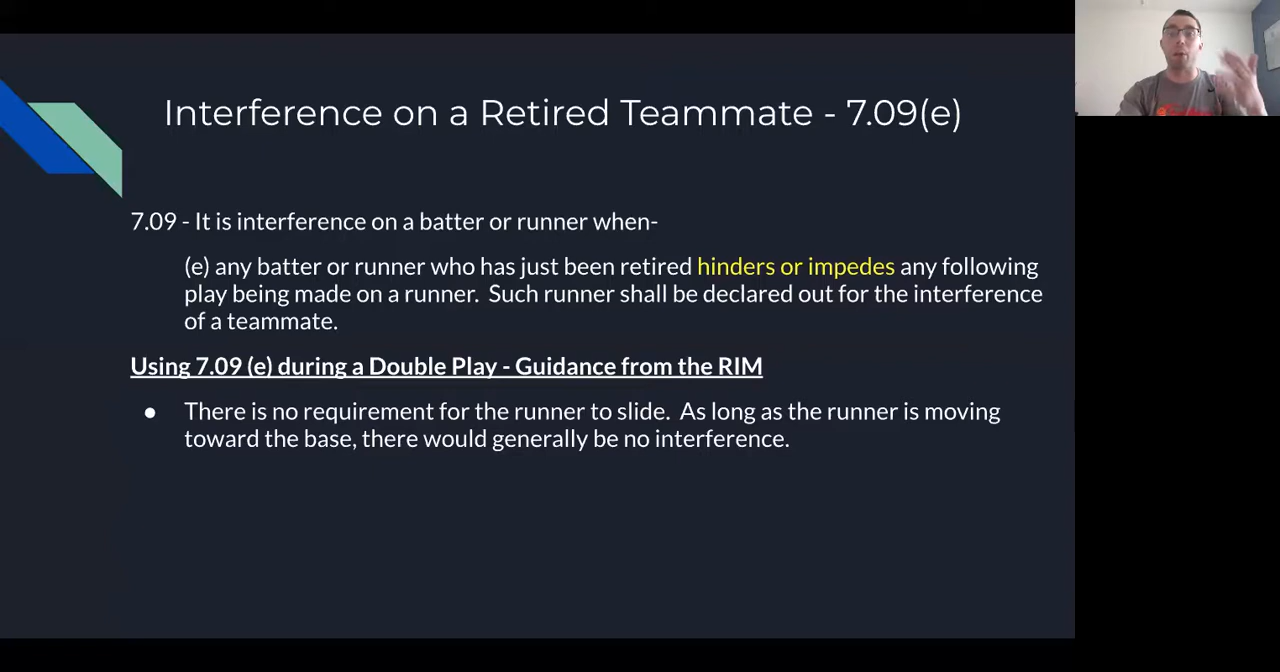 Interference on a Retired Teammate - 7.09(e)
7.09 - It is interference on a batter or runner when-
(e) any batter or runner who has just been retired hinders or impedes any following
play being made on a runner.  Such runner shall be declared out for the interference
of a teammate.
Using 7.09 (e) during a Double Play - Guidance from the RIM
● There is no requirement for the runner to slide.  As long as the runner is moving
toward the base, there would generally be no interference.